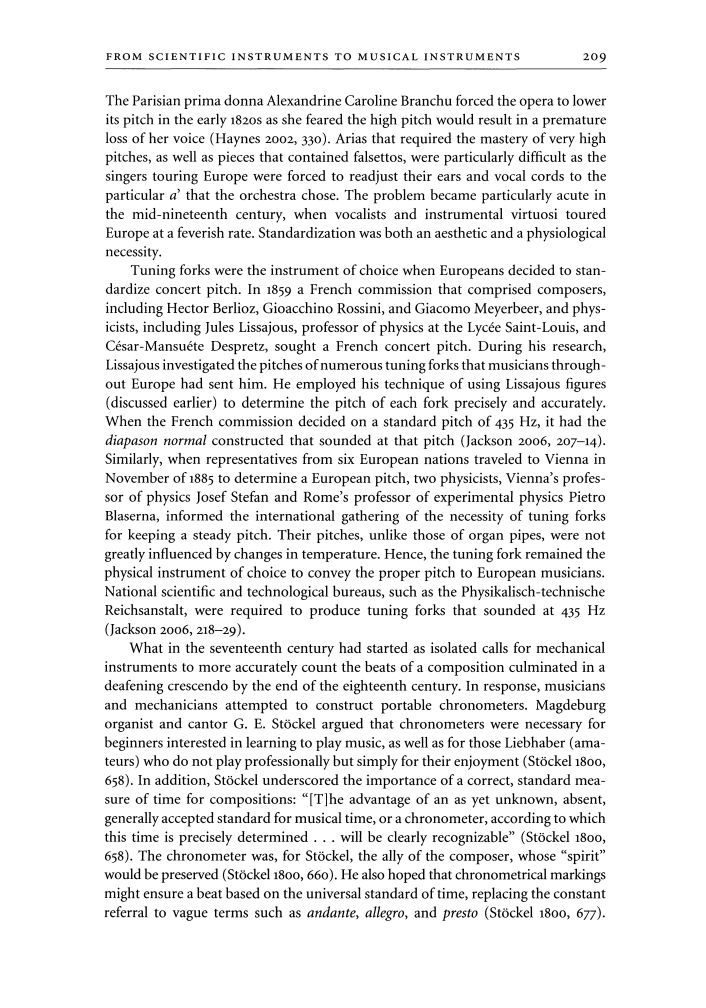 FROM SCIENTIFIC INSTRUMENTS TO MUSICAL INSTRUMENTS 209
The Parisian prima donna Alexandrine Caroline Branchu forced the opera to lower
its pitch in the early 1820s as she feared the high pitch would result in a premature
loss of her voice (Haynes 2002, 330). Arias that required the mastery of very high
pitches, as well as pieces that contained falsettos, were particularly difficult as the
singers touring Europe were forced to readjust their ears and vocal cords to the
particular a' that the orchestra chose. The problem became particularly acute in
the mid-nineteenth century, when vocalists and instrumental virtuosi toured
Europe at a feverish rate. Standardization was both an aesthetic and a physiological
necessity.
Tuning forks were the instrument of choice when Europeans decided to stan-
dardize concert pitch. In 1859 a French commission that comprised composers,
including Hector Berlioz, Gioacchino Rossini, and Giacomo Meyerbeer, and phys-
icists, including Jules Lissajous, professor of physics at the Lycée Saint-Louis, and
César-Mansuéte Despretz, sought a French concert pitch. During his research,
Lissajous investigated the pitches of numerous tuning forks that musicians through-
out Europe had sent him. He employed his technique of using Lissajous figures
(discussed earlier) to determine the pitch of each fork precisely and accurately.
When the French commission decided on a standard pitch of 435 Hz, it had the
diapason normal constructed that sounded at that pitch (Jackson 2006, 207–14).
Similarly, when representatives from six European nations traveled to Vienna in
November of 1885 to determine a European pitch, two physicists, Vienna's profes-
sor of physics Josef Stefan and Rome's professor of experimental physics Pietro
Blaserna, informed the international gathering of the necessity of tuning forks
for keeping a steady pitch. Their pitches, unlike those of organ pipes, were not
greatly influenced by changes in temperature. Hence, the tuning fork remained the
physical instrument of choice to convey the proper pitch to European musicians.
National scientific and technological bureaus, such as the Physikalisch-technische
Reichsanstalt, were required to produce tuning forks that sounded at 435 Hz
(Jackson 2006, 218–29).
What in the seventeenth century had started as isolated calls for mechanical
instruments to more accurately count the beats of a composition culminated in a
deafening crescendo by the end of the eighteenth century. In response, musicians
and mechanicians attempted to construct portable chronometers. Magdeburg
organist and cantor G. E. Stöckel argued that chronometers were necessary for
beginners interested in learning to play music, as well as for those Liebhaber (ama-
teurs) who do not play professionally but simply for their enjoyment (Stöckel 1800,
658). In addition, Stöckel underscored the importance of a correct, standard mea-
sure of time for compositions: “[T]he advantage of an as yet unknown, absent,
generally accepted standard for musical time, or a chronometer, according to which
this time is precisely determined . . . will be clearly recognizable” (Stöckel 1800,
658). The chronometer was, for Stöckel, the ally of the composer, whose “spirit”
would be preserved (Stöckel 1800, 660). He also hoped that chronometrical markings
might ensure a beat based on the universal standard of time, replacing the constant
referral to vague terms such as andante, allegro, and presto (Stöckel 1800, 677).